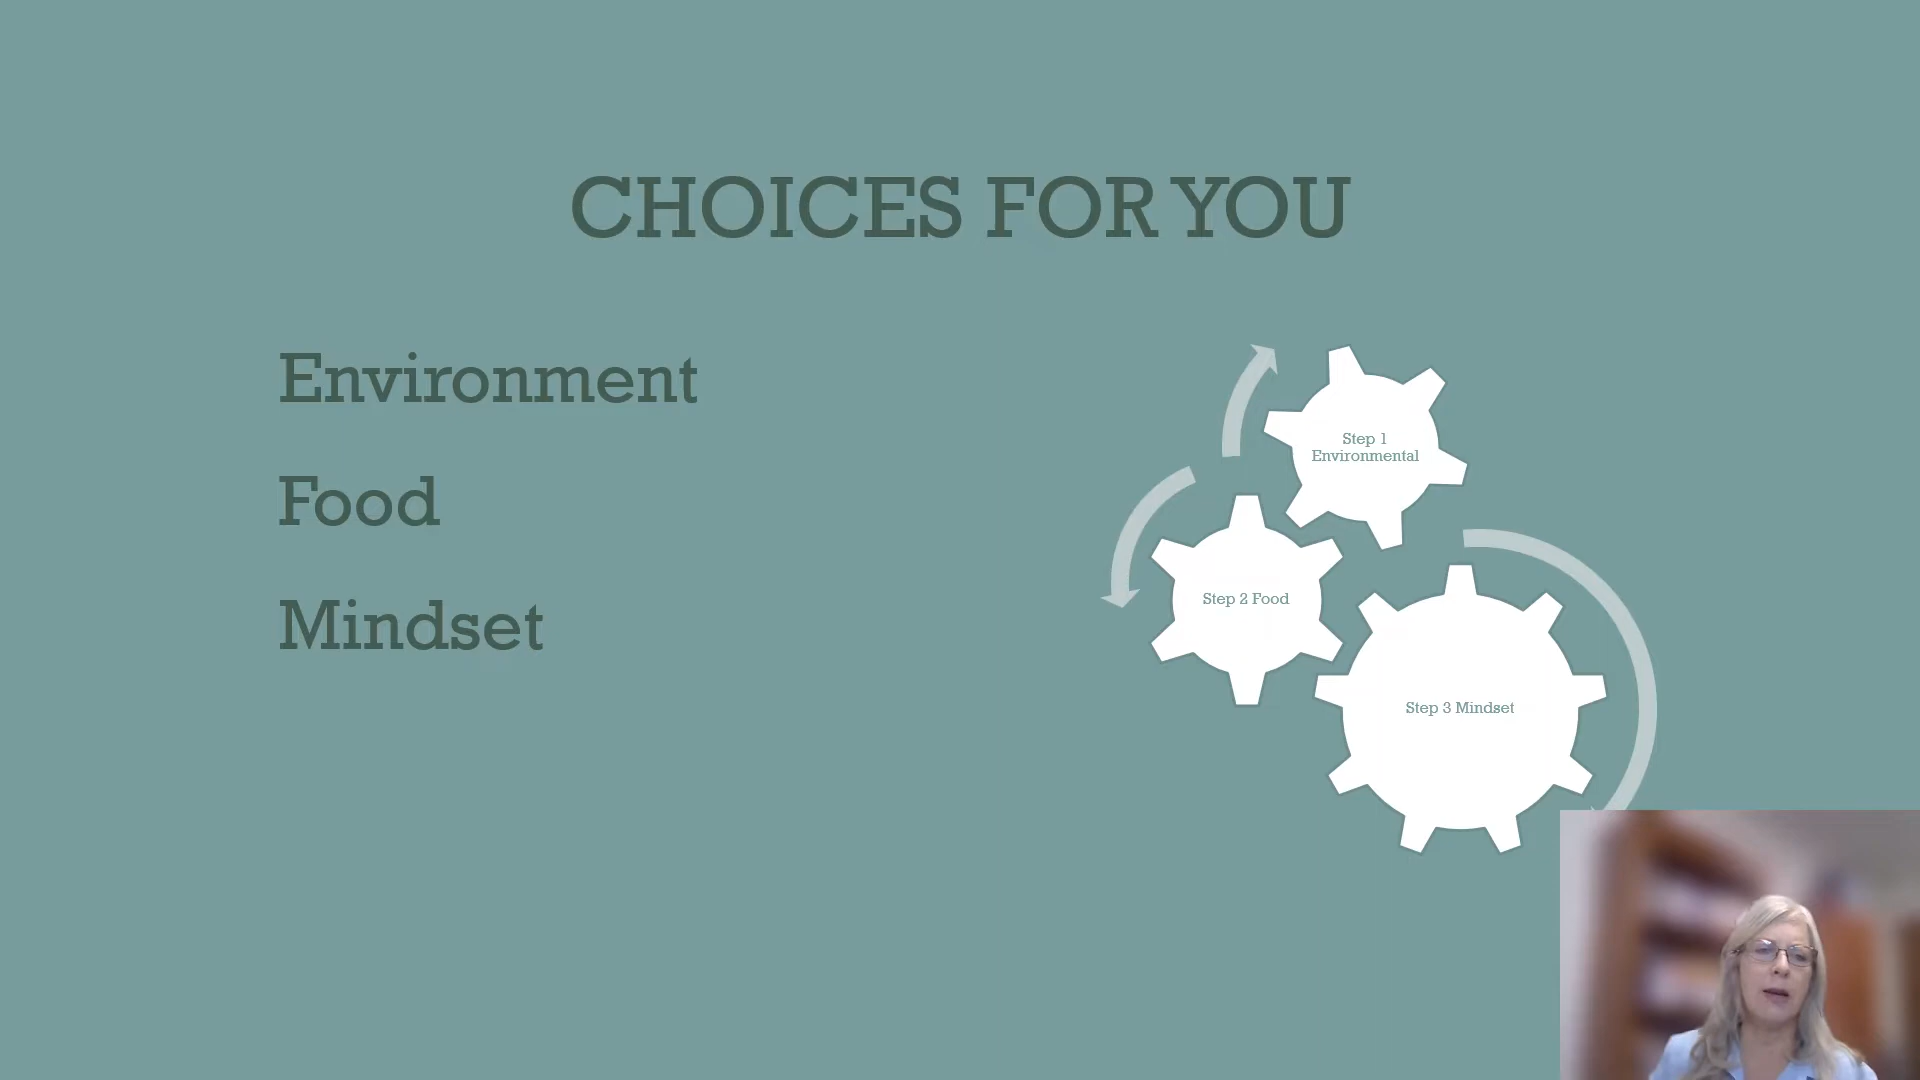 CHOICES FOR YOU
Environment
Food
Mindset
Step 1
Environmental
Step 2 Food
Step 3 Mindset